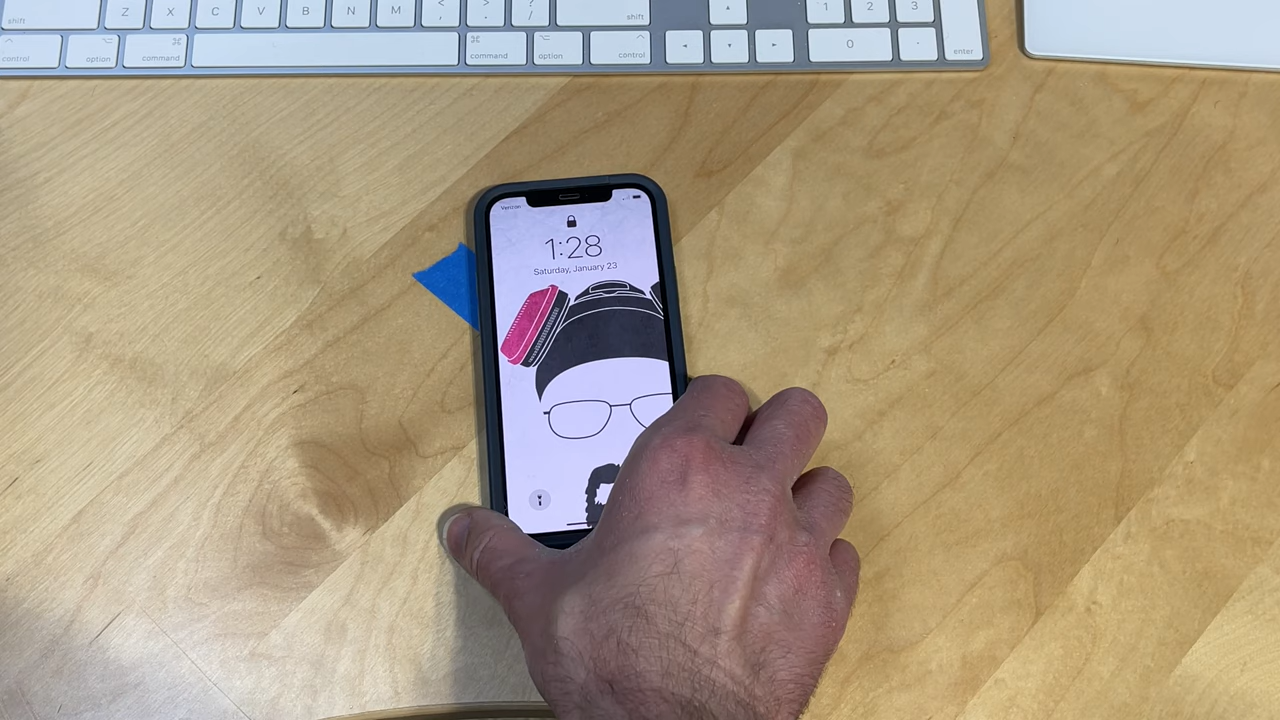 shift Z X C V B N M < , > . ? / shift 1 2 3
^ control ⌥ option ⌘ command ⌘ command ⌥ option ^ control 0 . enter
Verizon
1:28
Saturday, January 23